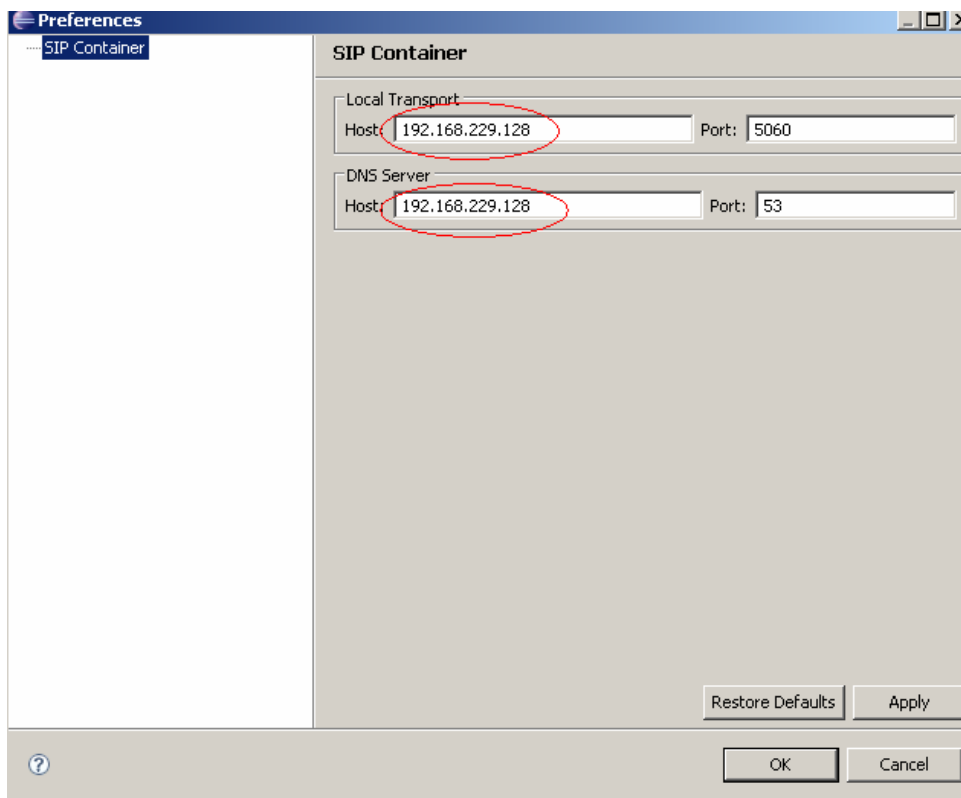 Preferences
SIP Container
SIP Container
Local Transport
Host: 192.168.229.128 Port: 5060
DNS Server
Host: 192.168.229.128 Port: 53
Restore Defaults Apply
OK Cancel